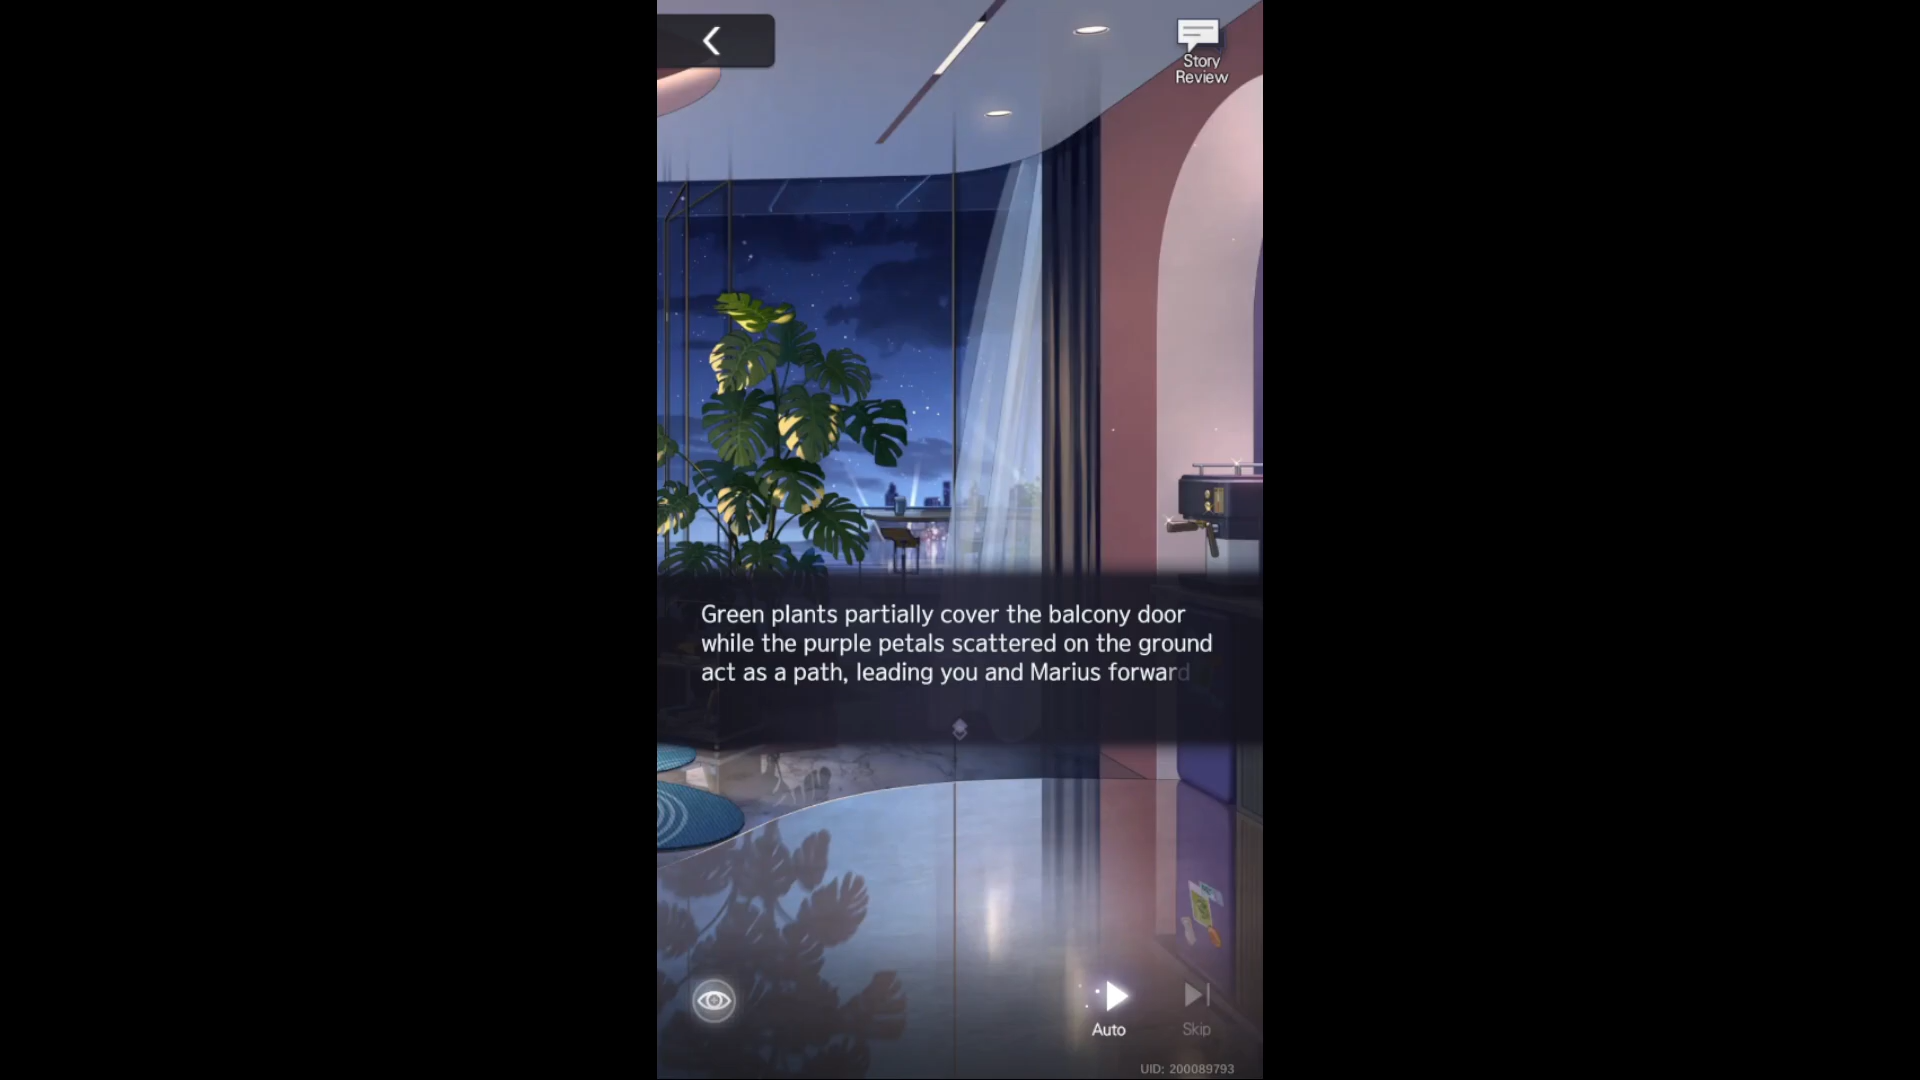 Story
Review
Green plants partially cover the balcony door
while the purple petals scattered on the ground
act as a path, leading you and Marius forward
Auto
Skip
UID: 200089793